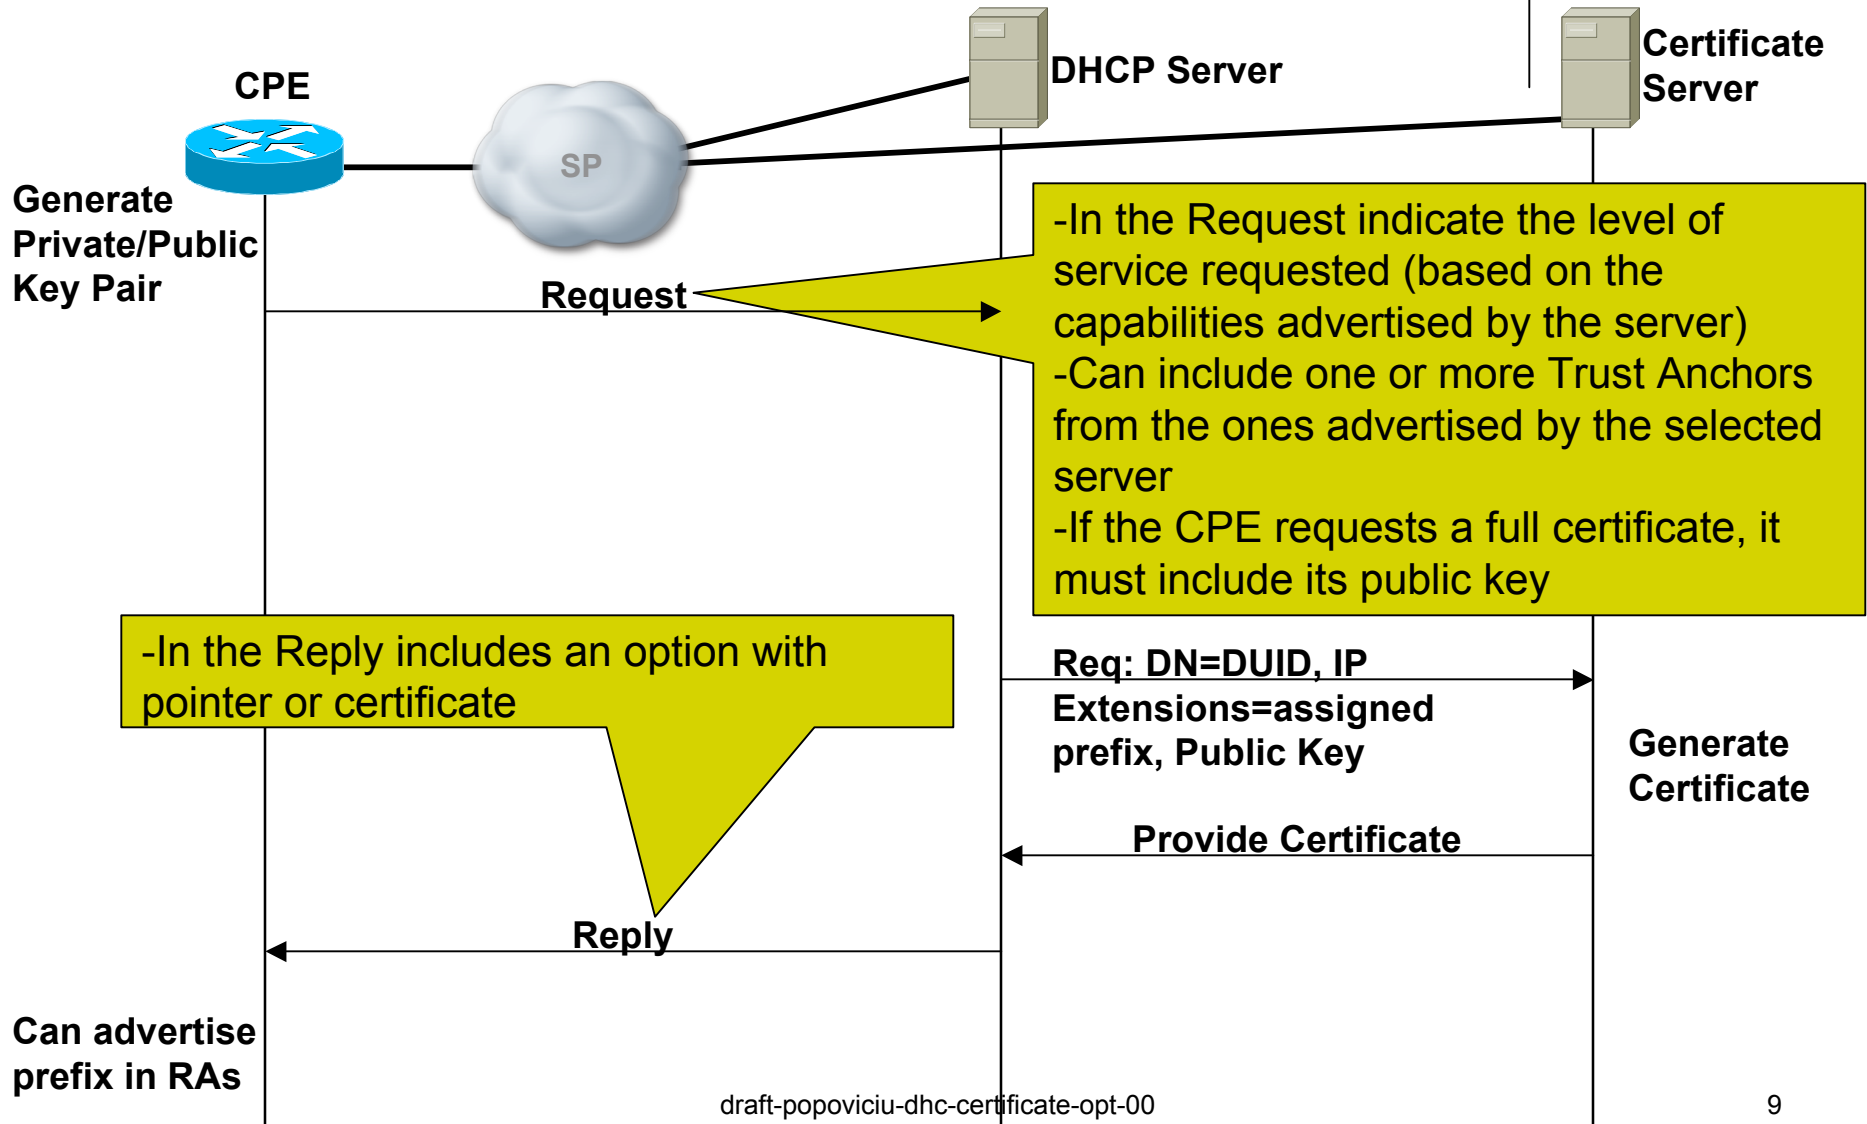 CPE
DHCP Server
Certificate
Server
SP
Generate
Private/Public
Key Pair
Request
-In the Request indicate the level of
service requested (based on the
capabilities advertised by the server)
-Can include one or more Trust Anchors
from the ones advertised by the selected
server
-If the CPE requests a full certificate, it
must include its public key
-In the Reply includes an option with
pointer or certificate
Req: DN=DUID, IP
Extensions=assigned
prefix, Public Key
Generate
Certificate
Provide Certificate
Reply
Can advertise
prefix in RAs
draft-popoviciu-dhc-certificate-opt-00
9